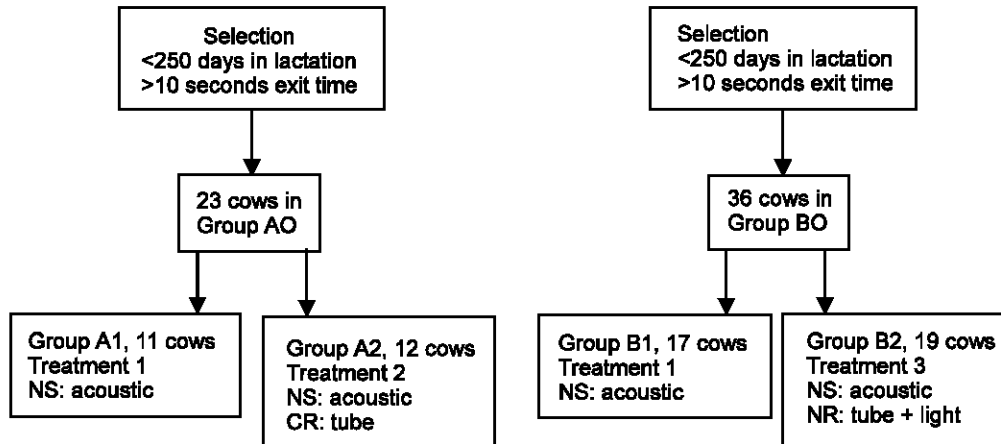 Selection
<250 days in lactation
>10 seconds exit time
23 cows in
Group AO
Group A1, 11 cows
Treatment 1
NS: acoustic
Group A2, 12 cows
Treatment 2
NS: acoustic
CR: tube
Selection
<250 days in lactation
>10 seconds exit time
36 cows in
Group BO
Group B1, 17 cows
Treatment 1
NS: acoustic
Group B2, 19 cows
Treatment 3
NS: acoustic
NR: tube + light